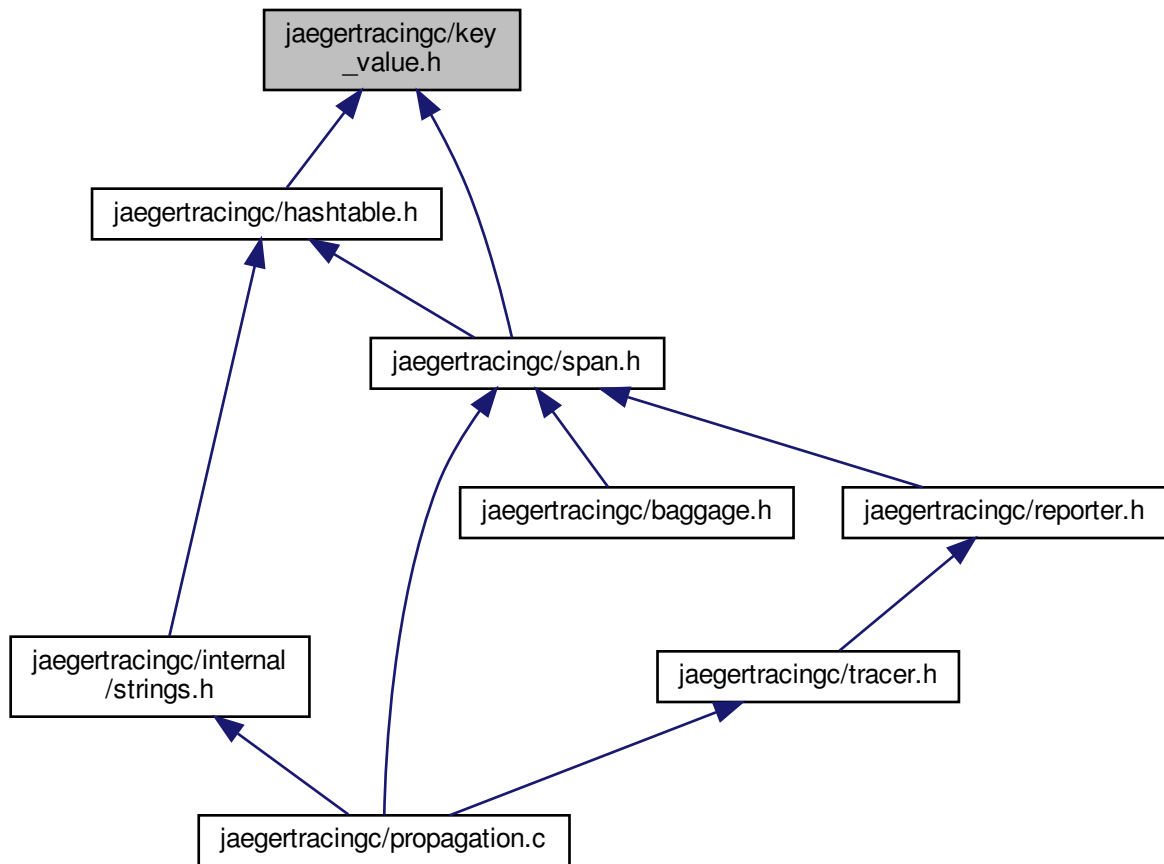 jaegertracingc/key
_value.h
jaegertracingc/hashtable.h
jaegertracingc/span.h
jaegertracingc/baggage.h
jaegertracingc/reporter.h
jaegertracingc/internal
/strings.h
jaegertracingc/tracer.h
jaegertracingc/propagation.c